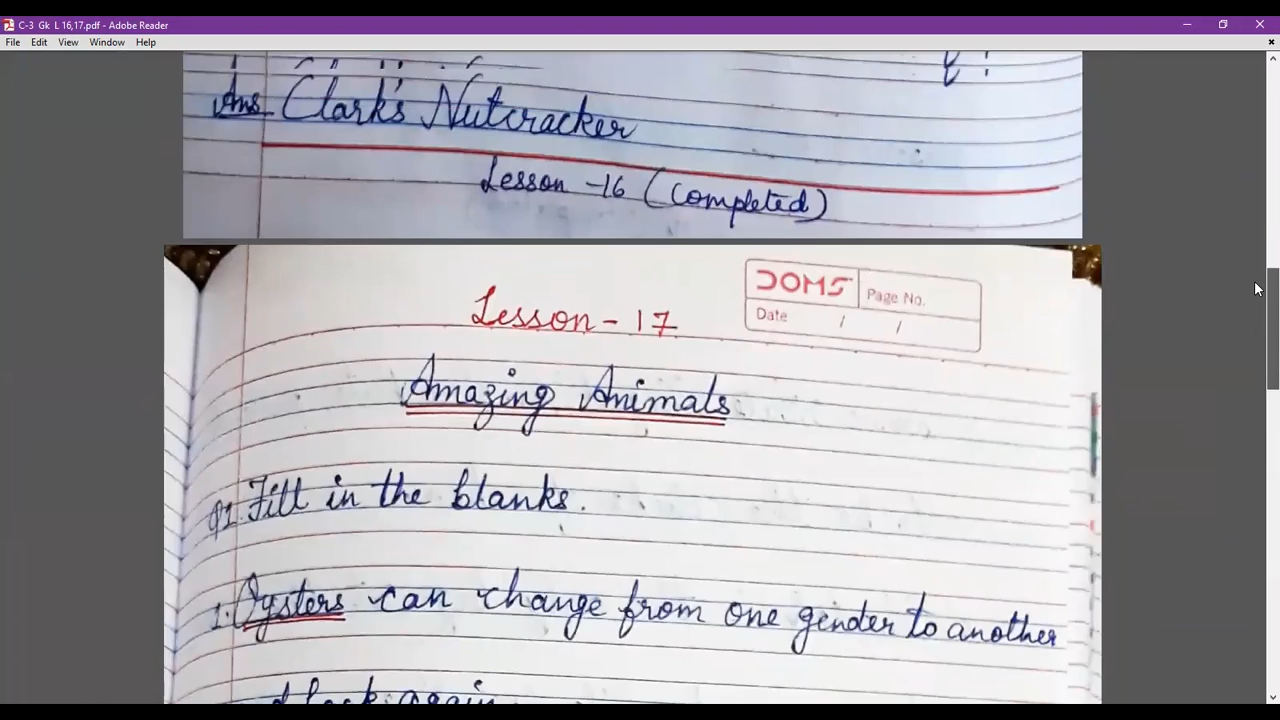 C-3 Gk L 16,17.pdf - Adobe Reader
File Edit View Window Help
Ans Clark's Nutcracker
Lesson -16 (Completed)
DOMS
Page No.
Date / /
Lesson - 17
Amazing Animals
Q1. Fill in the blanks.
1. Oysters can change from one gender to another
back again